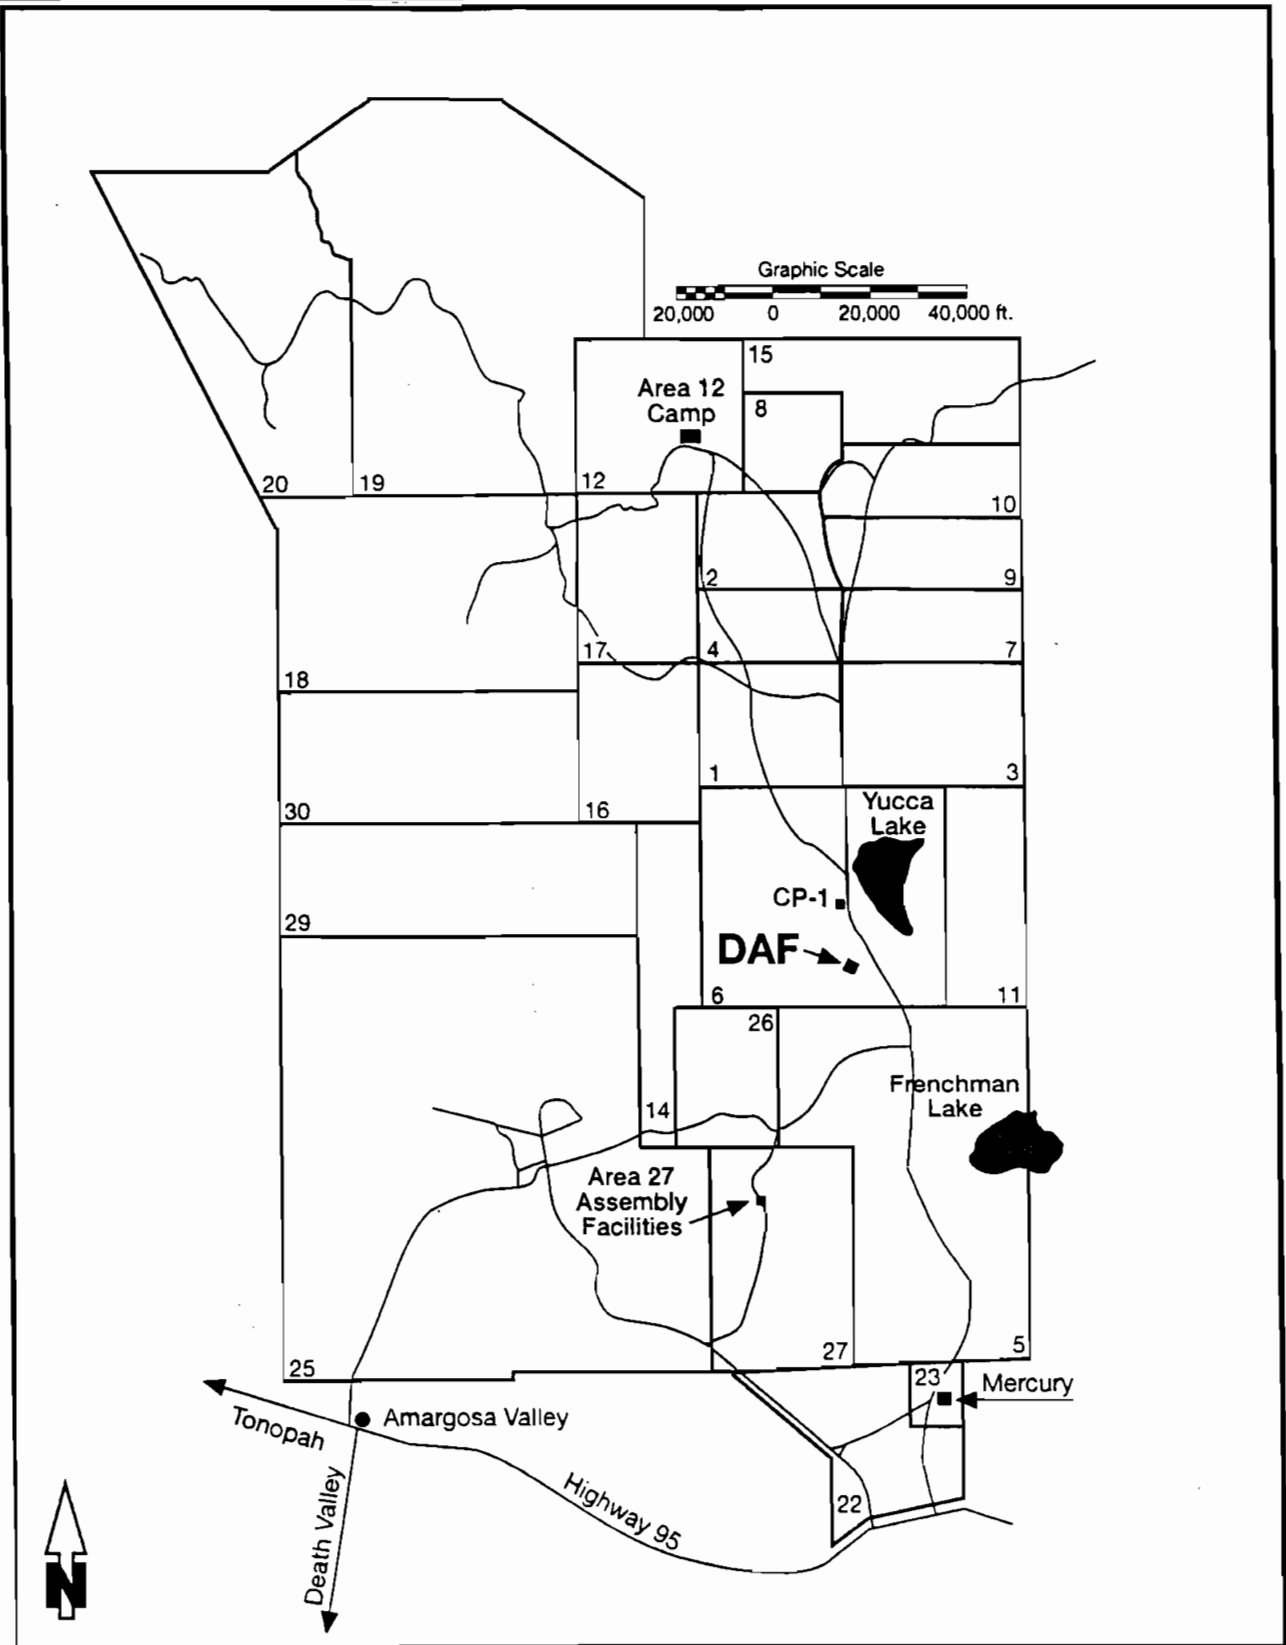 Graphic Scale
20,000 0 20,000 40,000 ft.
15
Area 12
Camp
8
20
19
12
10
2
9
17
4
7
18
1
3
30
16
Yucca
Lake
CP-1
29
DAF
6
11
26
Frenchman
Lake
14
Area 27
Assembly
Facilities
25
27
5
23
Mercury
Tonopah
Amargosa Valley
Death Valley
Highway 95
22
N